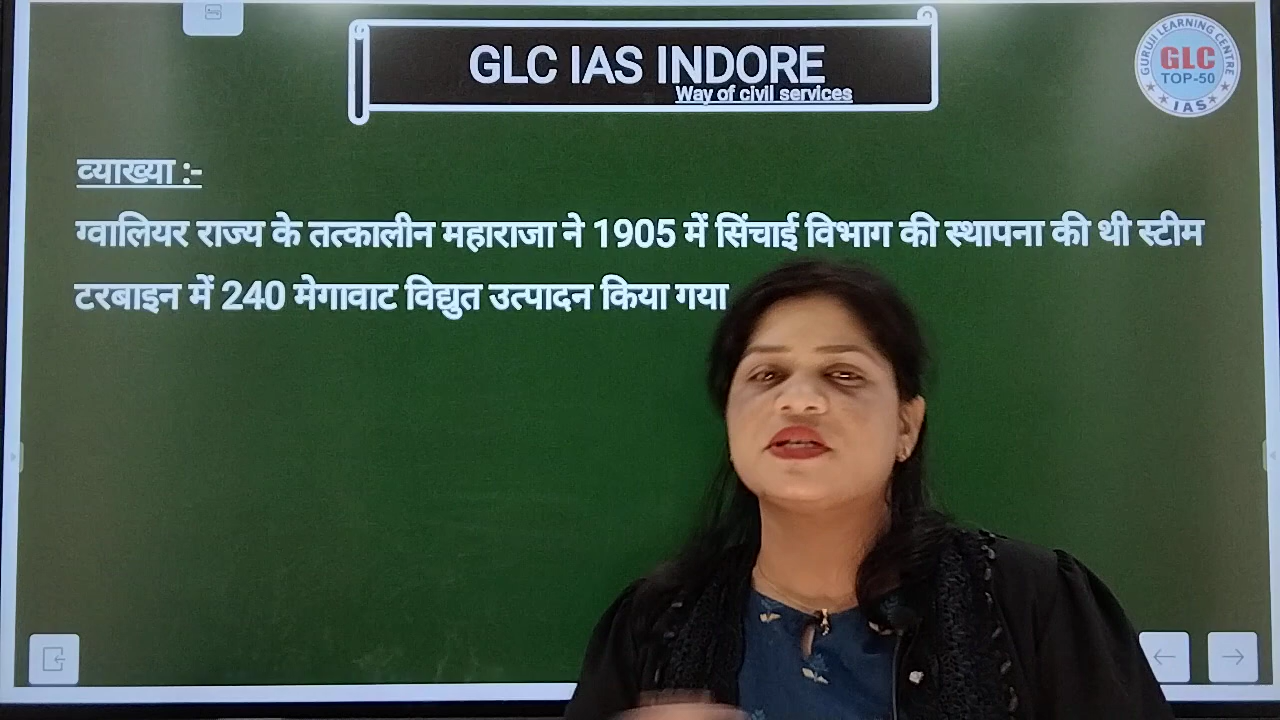 GLC IAS INDORE
Way of civil services
GURUJI LEARNING CENTRE
GLC
TOP-50
IAS
व्याख्या :-
ग्वालियर राज्य के तत्कालीन महाराजा ने 1905 में सिंचाई विभाग की स्थापना की थी स्टीम
टरबाइन में 240 मेगावाट विद्युत उत्पादन किया गया